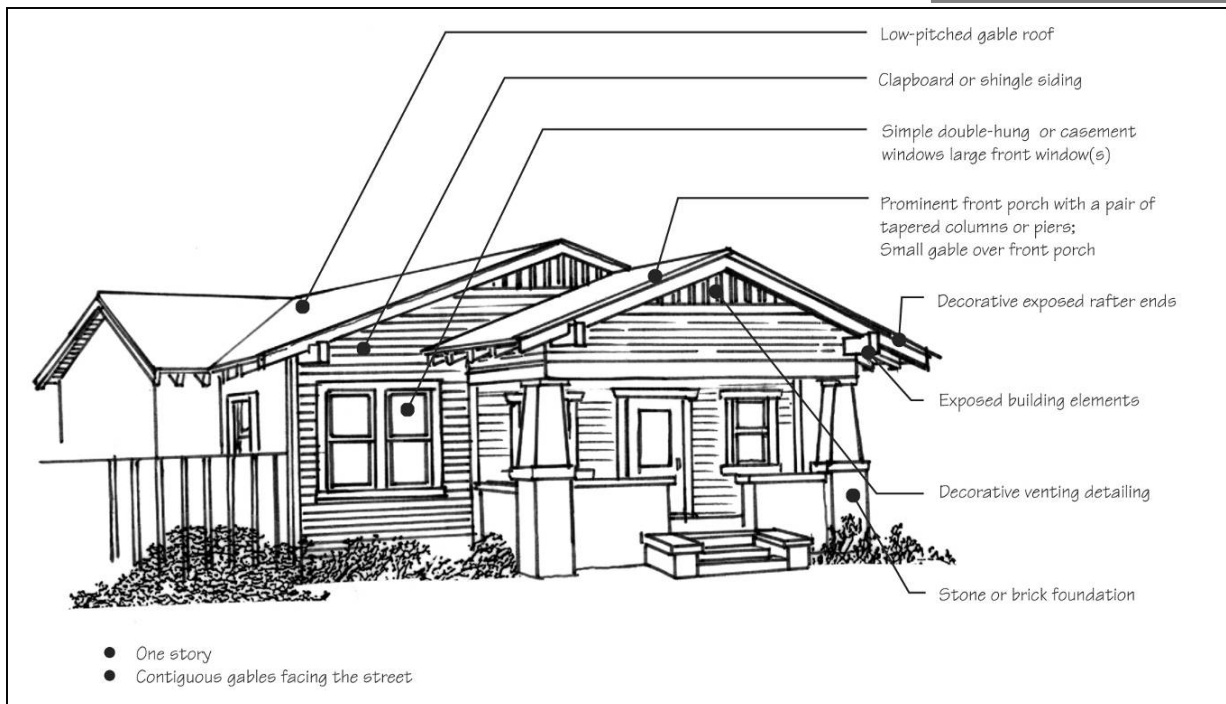 Low-pitched gable roof
Clapboard or shingle siding
Simple double-hung or casement
windows large front window(s)
Prominent front porch with a pair of
tapered columns or piers;
Small gable over front porch
Decorative exposed rafter ends
Exposed building elements
Decorative venting detailing
Stone or brick foundation
● One story
● Contiguous gables facing the street